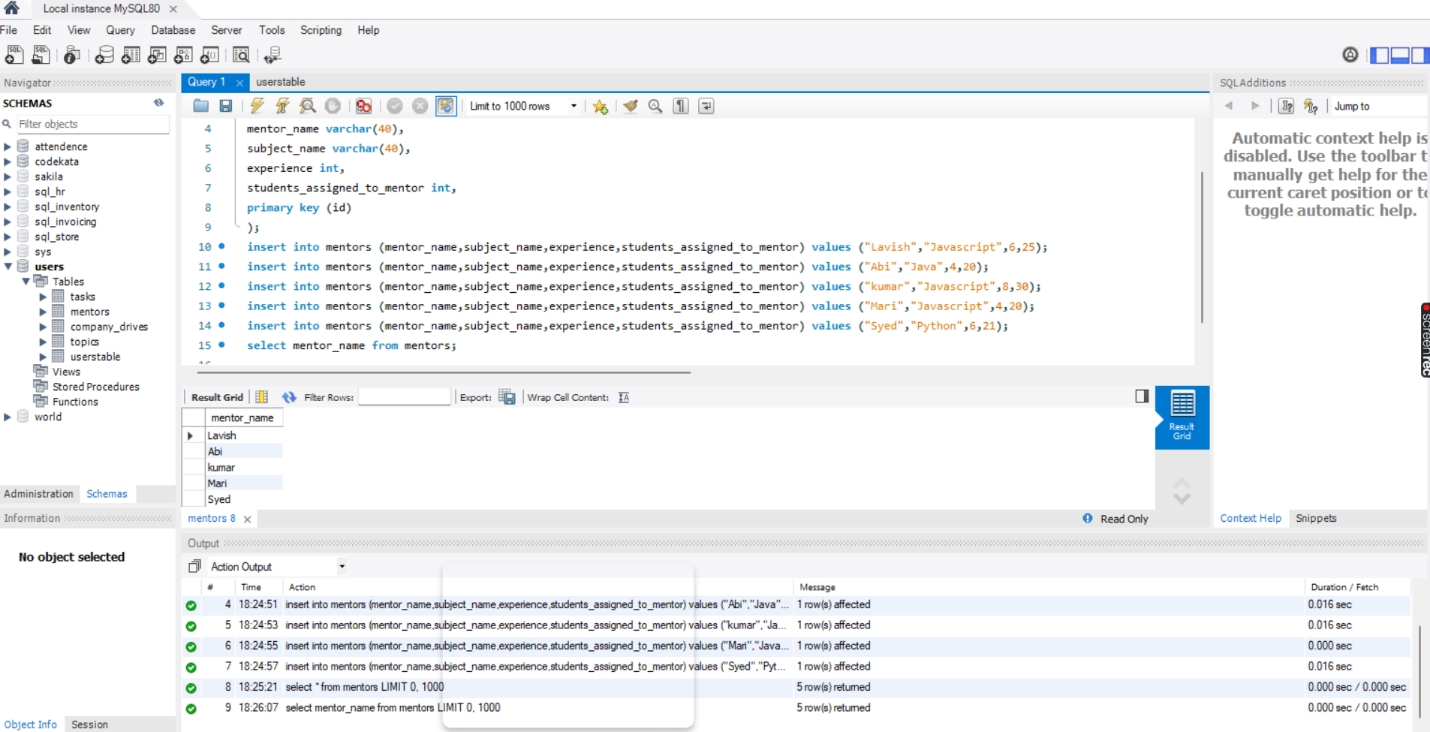 Local instance MySQL80 ×
File Edit View Query Database Server Tools Scripting Help
Navigator
SCHEMAS
Filter objects
attendence
codekata
sakila
sql_hr
sql_inventory
sql_invoicing
sql_store
sys
users
Tables
tasks
mentors
company_drives
topics
userstable
Views
Stored Procedures
Functions
world
Administration Schemas
Information
No object selected
Object Info Session
Query 1 × userstable
Limit to 1000 rows
4 mentor_name varchar(40),
5 subject_name varchar(40),
6 experience int,
7 students_assigned_to_mentor int,
8 primary key (id)
9 );
10 insert into mentors (mentor_name,subject_name,experience,students_assigned_to_mentor) values ("Lavish","Javascript",6,25);
11 insert into mentors (mentor_name,subject_name,experience,students_assigned_to_mentor) values ("Abi","Java",4,20);
12 insert into mentors (mentor_name,subject_name,experience,students_assigned_to_mentor) values ("kumar","Javascript",8,30);
13 insert into mentors (mentor_name,subject_name,experience,students_assigned_to_mentor) values ("Mari","Javascript",4,20);
14 insert into mentors (mentor_name,subject_name,experience,students_assigned_to_mentor) values ("Syed","Python",6,21);
15 select mentor_name from mentors;
Result Grid Filter Rows: Export: Wrap Cell Content:
mentor_name
Lavish
Abi
kumar
Mari
Syed
Result
Grid
mentors 8 × Read Only
Output
Action Output
# Time Action Message Duration / Fetch
4 18:24:51 insert into mentors (mentor_name,subject_name,experience,students_assigned_to_mentor) values ("Abi","Java"... 1 row(s) affected 0.016 sec
5 18:24:53 insert into mentors (mentor_name,subject_name,experience,students_assigned_to_mentor) values ("kumar","Ja... 1 row(s) affected 0.016 sec
6 18:24:55 insert into mentors (mentor_name,subject_name,experience,students_assigned_to_mentor) values ("Mari","Java... 1 row(s) affected 0.000 sec
7 18:24:57 insert into mentors (mentor_name,subject_name,experience,students_assigned_to_mentor) values ("Syed","Pyt... 1 row(s) affected 0.016 sec
8 18:25:21 select * from mentors LIMIT 0, 1000 5 row(s) returned 0.000 sec / 0.000 sec
9 18:26:07 select mentor_name from mentors LIMIT 0, 1000 5 row(s) returned 0.000 sec / 0.000 sec
SQLAdditions
Jump to
Automatic context help is
disabled. Use the toolbar t
manually get help for the
current caret position or to
toggle automatic help.
Context Help Snippets
screenrec